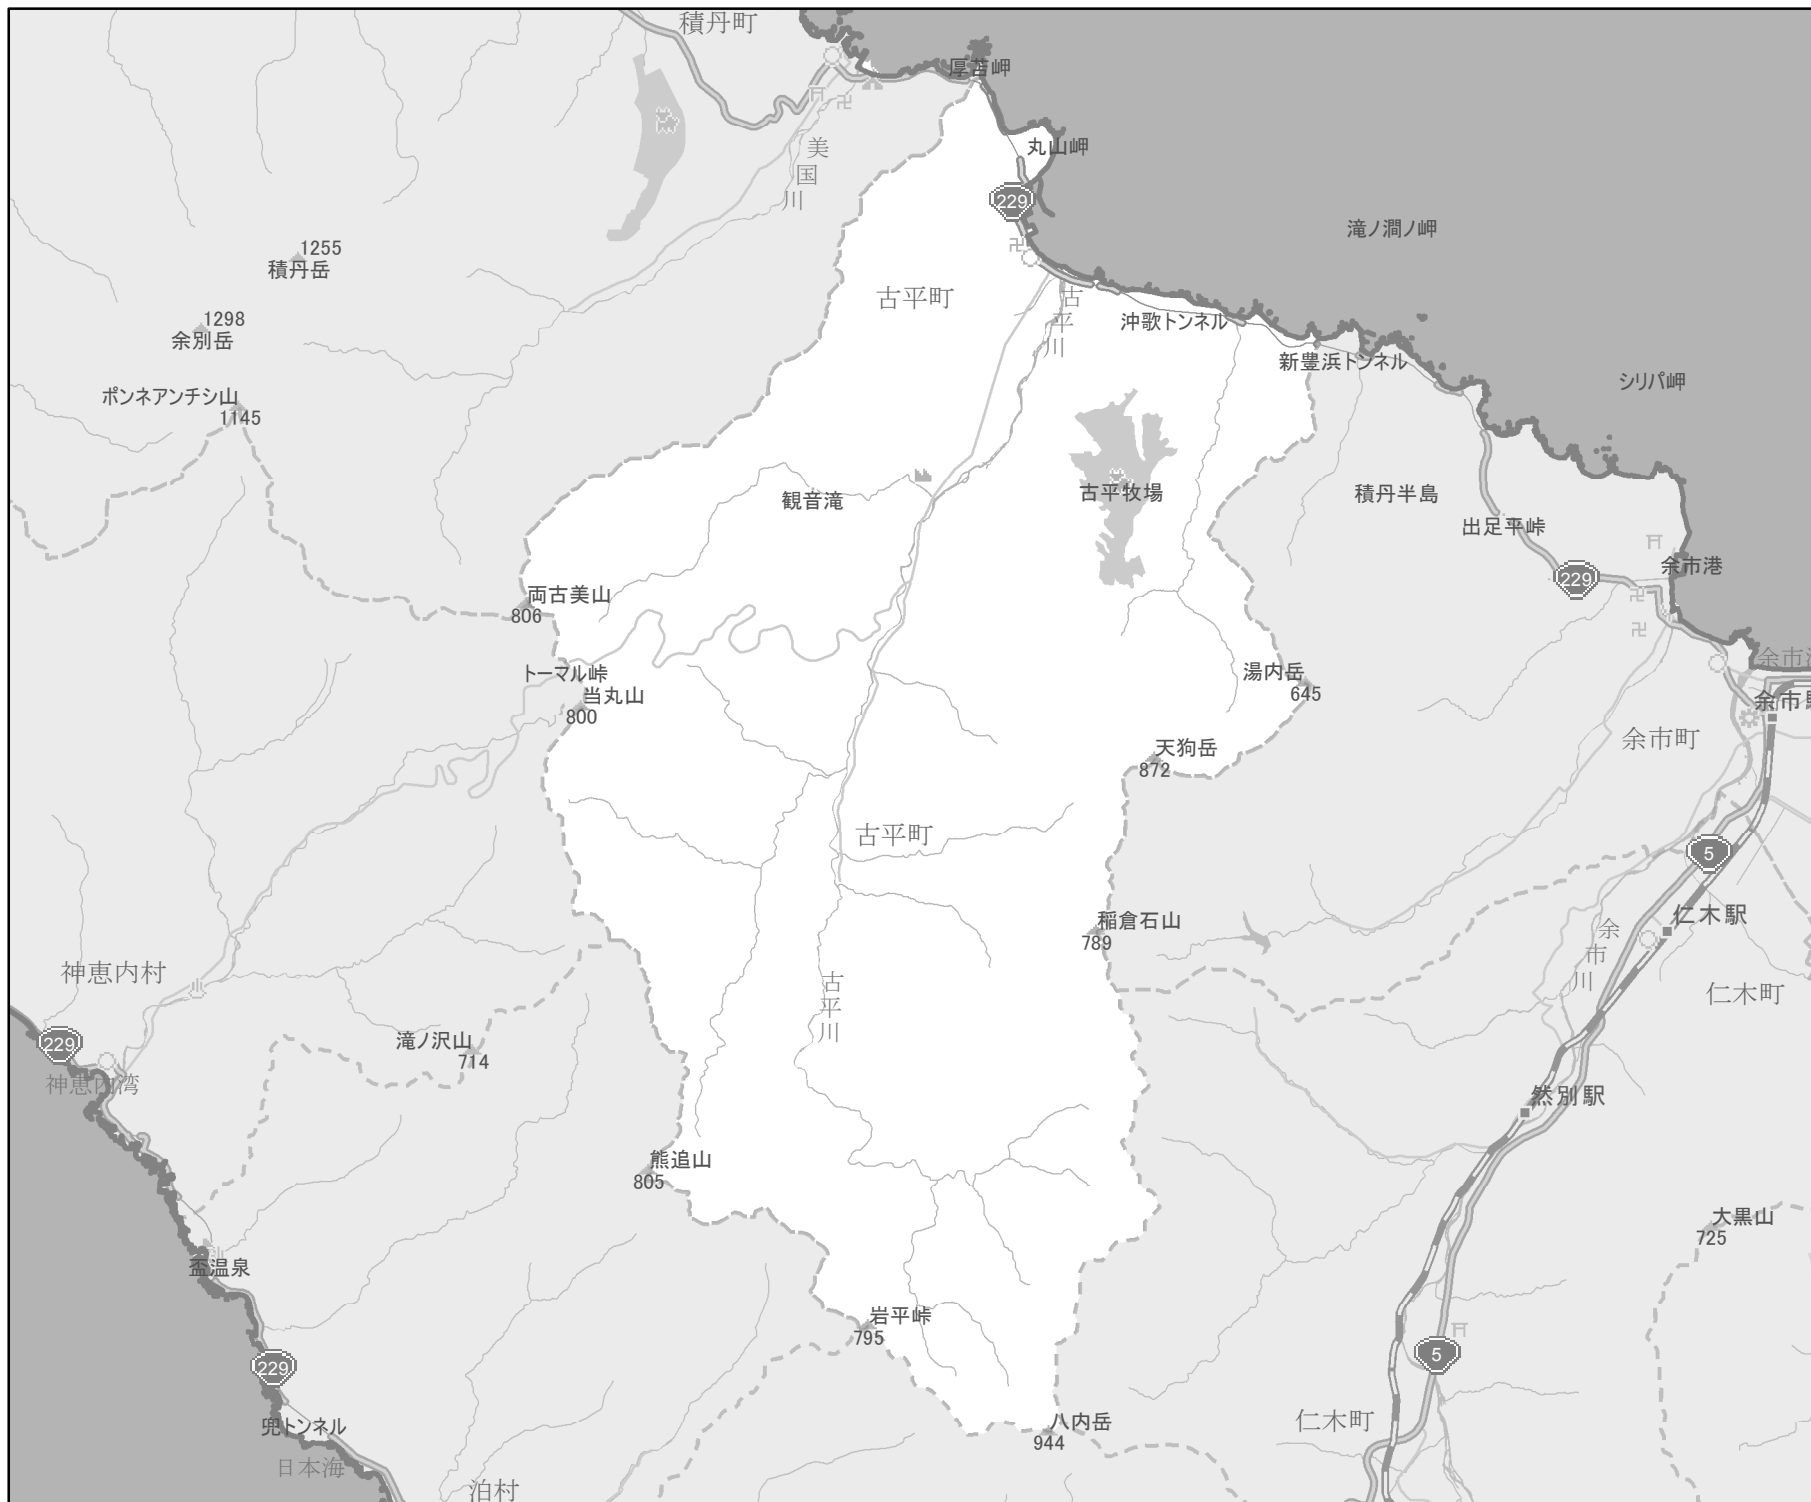 積丹町
厚苫岬
美国川
丸山岬
229
滝ノ澗ノ岬
1255
積丹岳
古平町
古平川
沖歌トンネル
1298
余別岳
新豊浜トンネル
シリパ岬
ポンネアンチシ山
1145
観音滝
古平牧場
積丹半島
出足平峠
余市港
229
両古美山
806
トーマル峠
当丸山
800
湯内岳
645
余市
余市
余市町
天狗岳
872
古平町
5
稲倉石山
789
仁木駅
余市川
神恵内村
古平川
仁木町
229
滝ノ沢山
714
神恵内湾
然別駅
熊追山
805
大黒山
725
盃温泉
岩平峠
795
5
229
兜トンネル
八内岳
944
仁木町
日本海
泊村